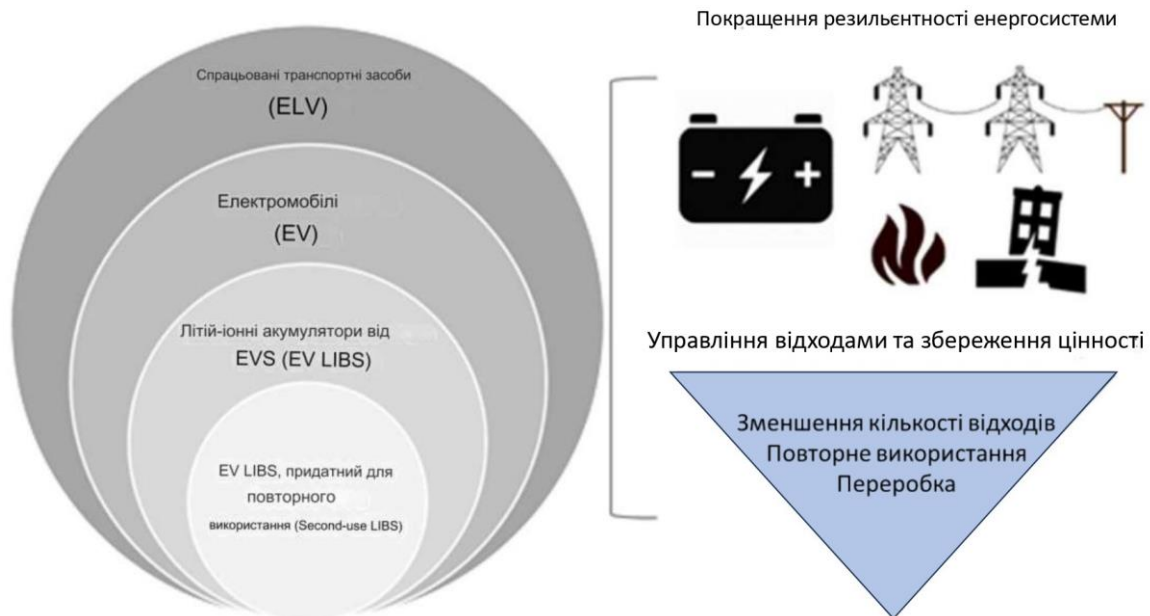 Спрацьовані транспортні засоби
(ELV)
Електромобілі
(EV)
Літій-іонні акумулятори від
EVS (EV LIBS)
EV LIBS, придатний для
повторного
використання (Second-use LIBS)
Покращення резильєнтності енергосистеми
Управління відходами та збереження цінності
Зменшення кількості відходів
Повторне використання
Переробка